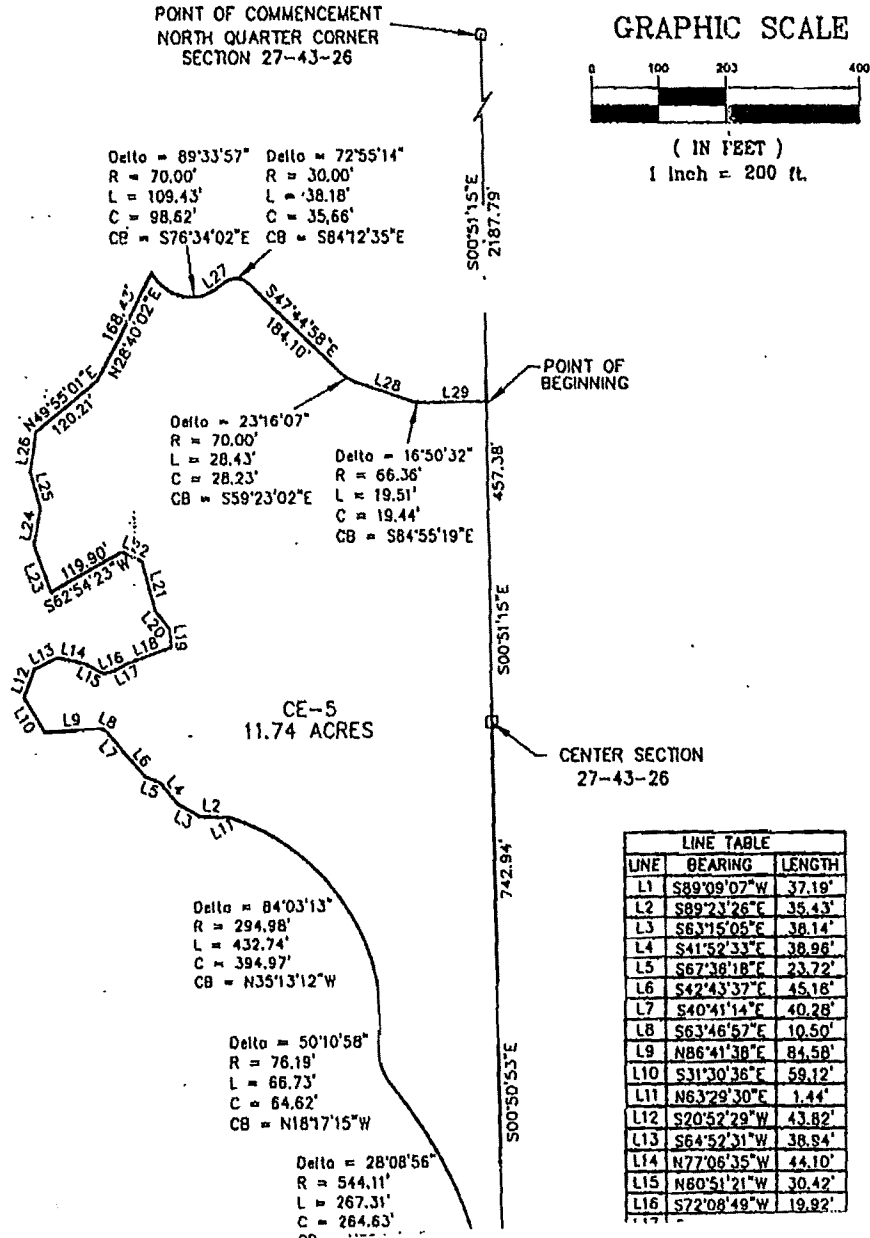 POINT OF COMMENCEMENT
NORTH QUARTER CORNER
SECTION 27-43-26
GRAPHIC SCALE
0 100 200 400
( IN FEET )
1 inch = 200 ft.
S00°51'15"E
2187.79'
Delta = 89°33'57"
R = 70.00'
L = 109.43'
C = 98.62'
CB = S76°34'02"E
Delta = 72°55'14"
R = 30.00'
L = 38.18'
C = 35.66'
CB = S84°12'35"E
L27
168.43'
N28°40'02"E
S47°44'58"E
184.10'
N49°55'01"E
120.21'
L28
L29
POINT OF
BEGINNING
L26
L25
L24
L23
Delta = 23°16'07"
R = 70.00'
L = 28.43'
C = 28.23'
CB = S59°23'02"E
Delta = 16°50'32"
R = 66.36'
L = 19.51'
C = 19.44'
CB = S84°55'19"E
457.38'
119.90'
S62°54'23"W
L22
L21
L20
L19
S00°51'15"E
L12
L13
L14
L15
L16
L17
L18
L10
L9
L8
L7
L6
L5
L4
L3
L2
L11
CE-5
11.74 ACRES
CENTER SECTION
27-43-26
742.94'
Delta = 84°03'13"
R = 294.98'
L = 432.74'
C = 394.97'
CB = N35°13'12"W
Delta = 50°10'58"
R = 76.19'
L = 66.73'
C = 64.62'
CB = N18°17'15"W
S00°50'53"E
Delta = 28°08'56"
R = 544.11'
L = 267.31'
C = 264.63'
LINE TABLE
LINE BEARING LENGTH
L1 S89°09'07"W 37.19'
L2 S89°23'26"E 35.43'
L3 S63°15'05"E 38.14'
L4 S41°52'33"E 38.96'
L5 S67°36'18"E 23.72'
L6 S42°43'37"E 45.18'
L7 S40°41'14"E 40.28'
L8 S63°46'57"E 10.50'
L9 N86°41'38"E 84.58'
L10 S31°30'36"E 59.12'
L11 N63°29'30"E 1.44'
L12 S20°52'29"W 43.82'
L13 S64°52'31"W 38.94'
L14 N77°06'35"W 44.10'
L15 N60°51'21"W 30.42'
L16 S72°08'49"W 19.92'